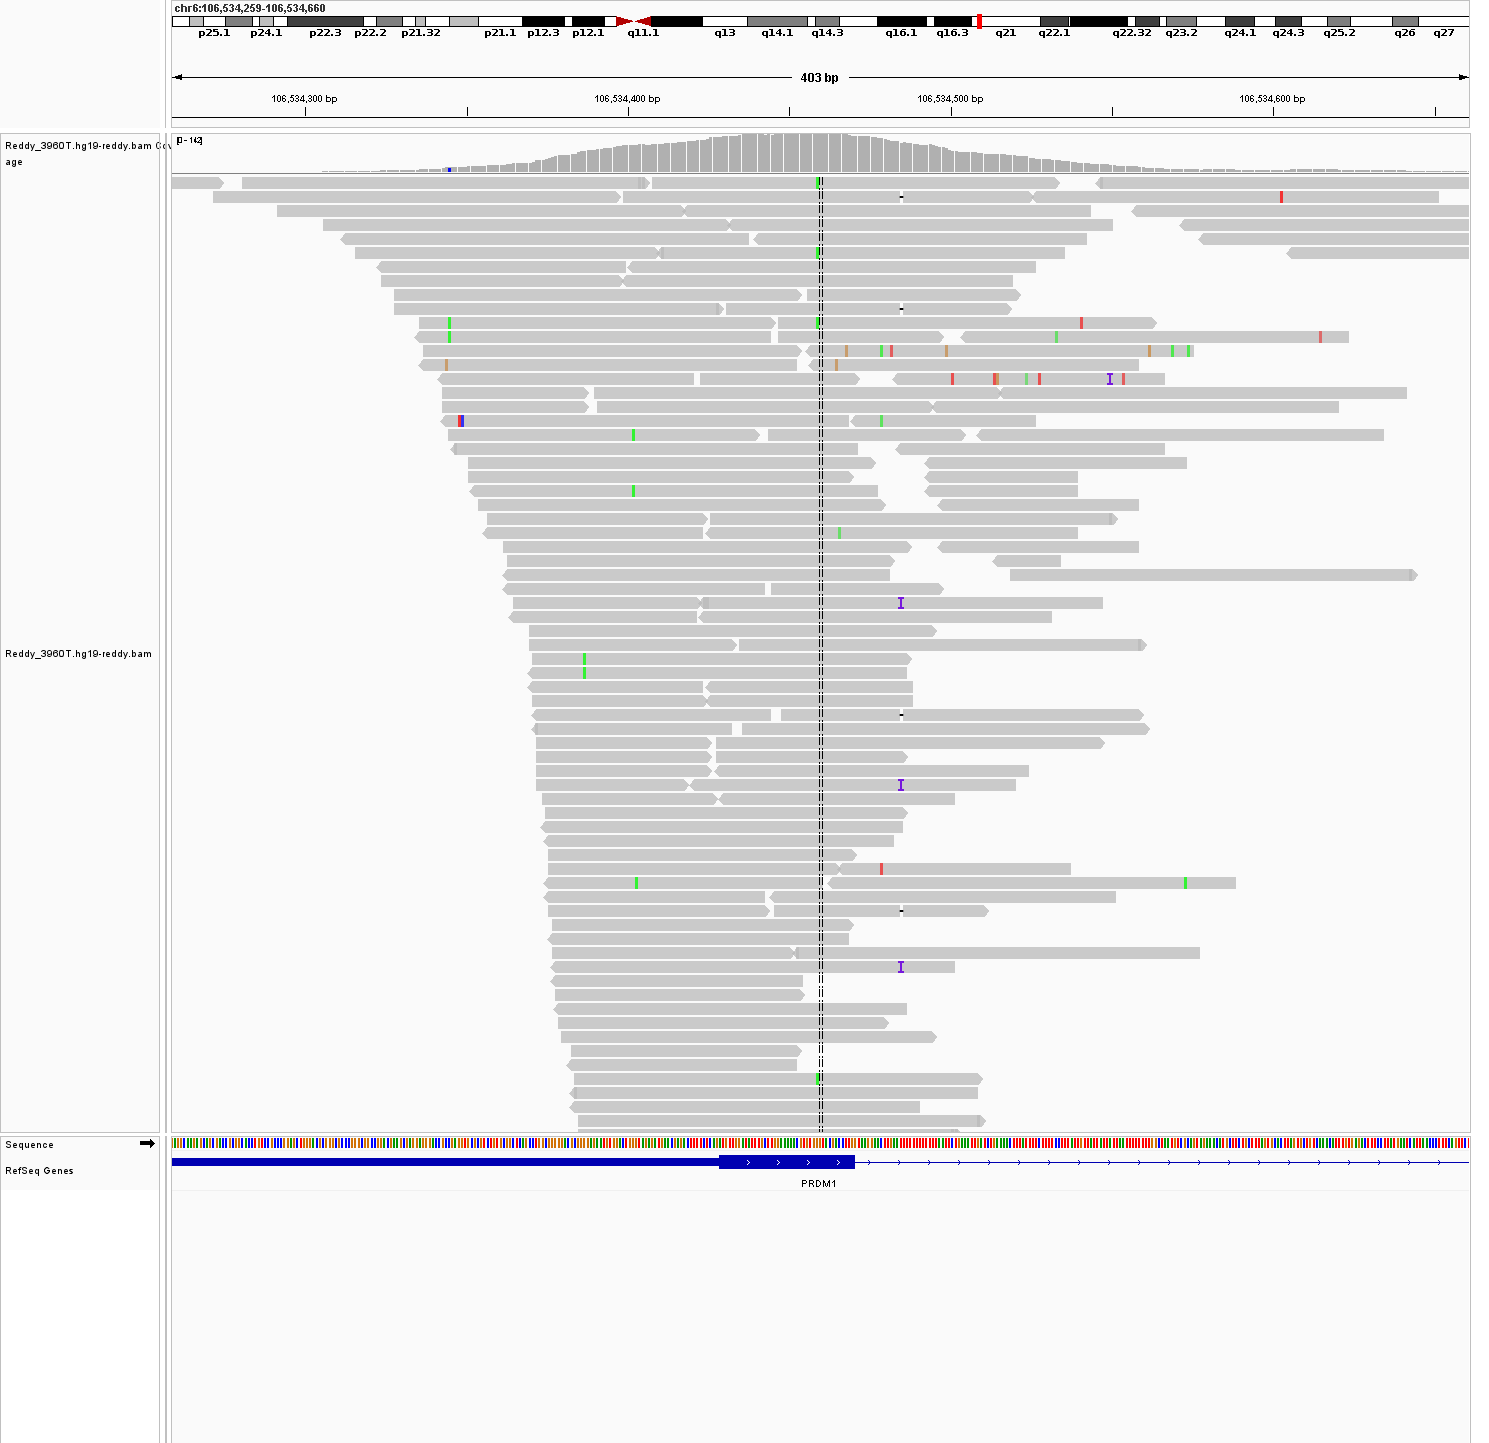 chr6:106,534,259-106,534,660
p25.1 p24.1 p22.3 p22.2 p21.32 p21.1 p12.3 p12.1 q11.1 q13 q14.1 q14.3 q16.1 q16.3 q21 q22.1 q22.32 q23.2 q24.1 q24.3 q25.2 q26 q27
403 bp
106,534,300 bp 106,534,400 bp 106,534,500 bp 106,534,600 bp
[0 - 142]
Reddy_3960T.hg19-reddy.bam Cov
age
Reddy_3960T.hg19-reddy.bam
Sequence
RefSeq Genes
PRDM1